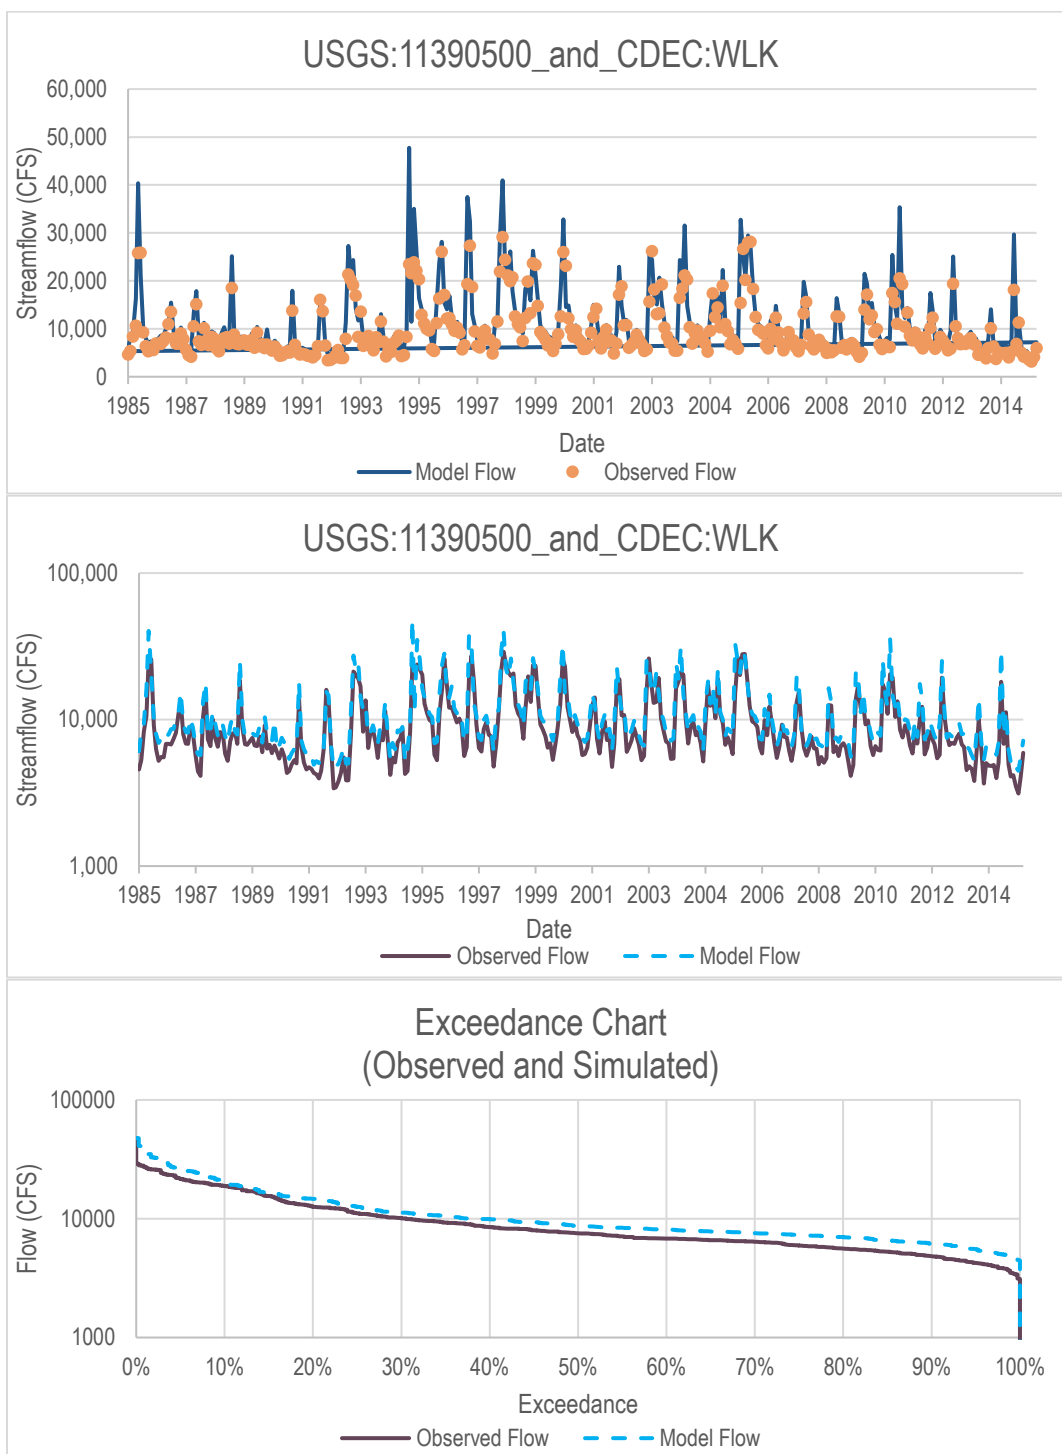 USGS:11390500_and_CDEC:WLK
Streamflow (CFS)
60,000
50,000
40,000
30,000
20,000
10,000
0
1985 1987 1989 1991 1993 1995 1997 1999 2001 2003 2004 2006 2008 2010 2012 2014
Date
Model Flow Observed Flow
USGS:11390500_and_CDEC:WLK
Streamflow (CFS)
100,000
10,000
1,000
1985 1987 1989 1991 1993 1995 1997 1999 2001 2003 2004 2006 2008 2010 2012 2014
Date
Observed Flow Model Flow
Exceedance Chart
(Observed and Simulated)
Flow (CFS)
100000
10000
1000
0% 10% 20% 30% 40% 50% 60% 70% 80% 90% 100%
Exceedance
Observed Flow Model Flow